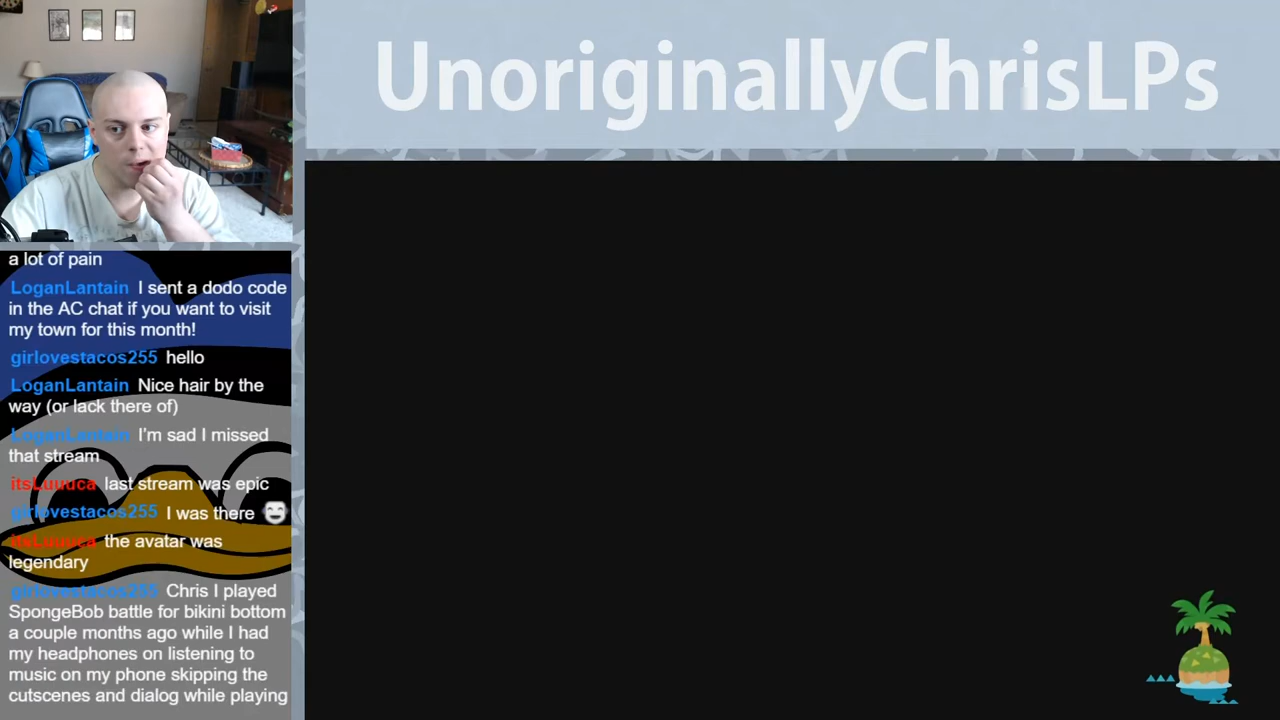 UnoriginallyChrisLPs
a lot of pain
LoganLantain I sent a dodo code
in the AC chat if you want to visit
my town for this month!
girlovestacos255 hello
LoganLantain Nice hair by the
way (or lack there of)
LoganLantain I'm sad I missed
that stream
itsLuuuca last stream was epic
girlovestacos255 I was there
itsLuuuca the avatar was
legendary
girlovestacos255 Chris I played
SpongeBob battle for bikini bottom
a couple months ago while I had
my headphones on listening to
music on my phone skipping the
cutscenes and dialog while playing